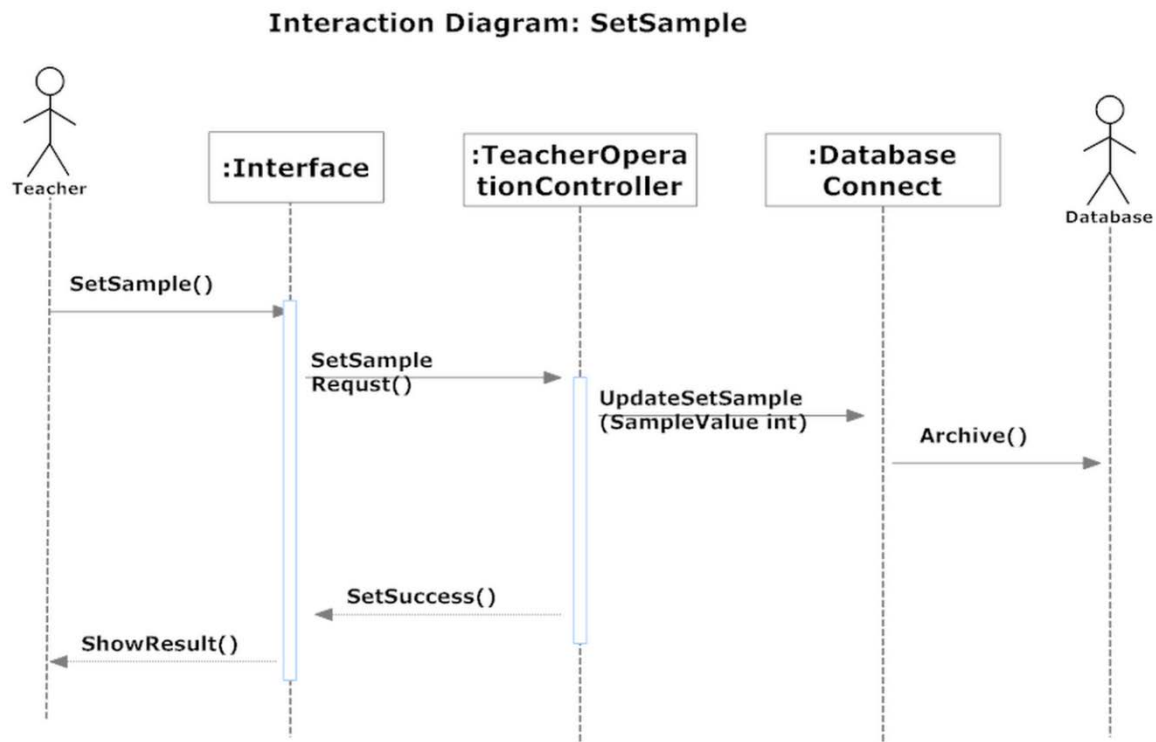 Interaction Diagram: SetSample
Teacher
:Interface
:TeacherOpera
tionController
:Database
Connect
Database
SetSample()
SetSample
Requst()
UpdateSetSample
(SampleValue int)
Archive()
SetSuccess()
ShowResult()